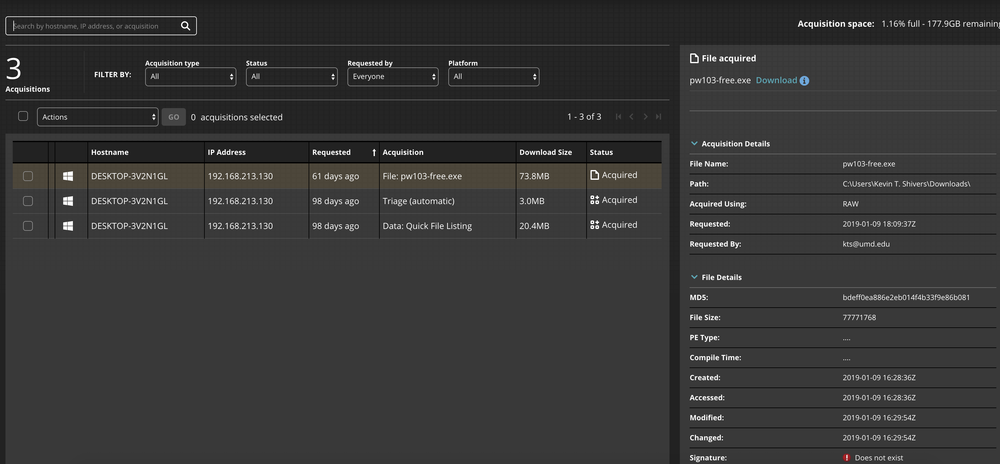 Search by hostname, IP address, or acquisition
Acquisition space: 1.16% full - 177.9GB remaining
3
Acquisitions
FILTER BY:
Acquisition type
All
Status
All
Requested by
Everyone
Platform
All
Actions
GO
0 acquisitions selected
1 - 3 of 3
Hostname IP Address Requested Acquisition Download Size Status
DESKTOP-3V2N1GL 192.168.213.130 61 days ago File: pw103-free.exe 73.8MB Acquired
DESKTOP-3V2N1GL 192.168.213.130 98 days ago Triage (automatic) 3.0MB Acquired
DESKTOP-3V2N1GL 192.168.213.130 98 days ago Data: Quick File Listing 20.4MB Acquired
File acquired
pw103-free.exe Download
Acquisition Details
File Name: pw103-free.exe
Path: C:\Users\Kevin T. Shivers\Downloads\
Acquired Using: RAW
Requested: 2019-01-09 18:09:37Z
Requested By: kts@umd.edu
File Details
MD5: bdeff0ea886e2eb014f4b33f9e86b081
File Size: 77771768
PE Type: ....
Compile Time: ....
Created: 2019-01-09 16:28:36Z
Accessed: 2019-01-09 16:28:36Z
Modified: 2019-01-09 16:29:54Z
Changed: 2019-01-09 16:29:54Z
Signature: Does not exist